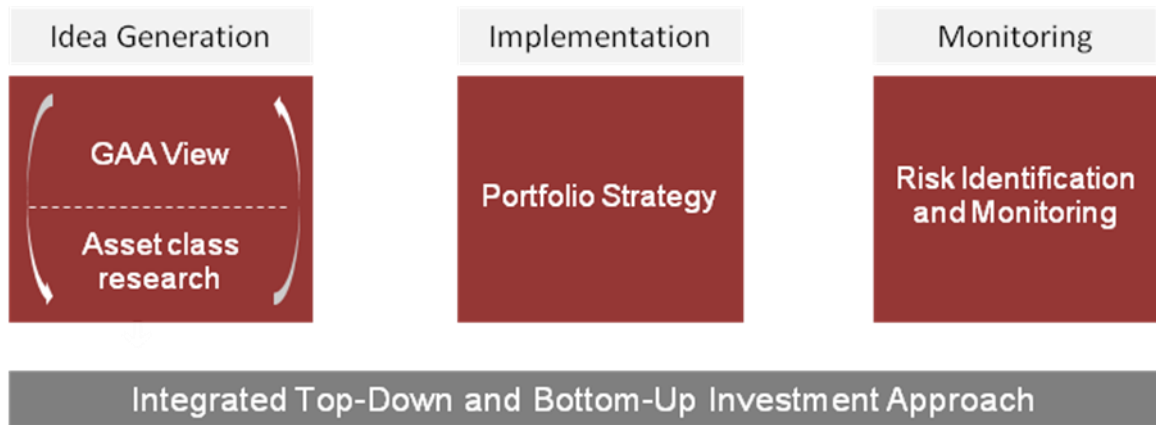 Idea Generation
Implementation
Monitoring
GAA View
Asset class
research
Portfolio Strategy
Risk Identification
and Monitoring
Integrated Top-Down and Bottom-Up Investment Approach